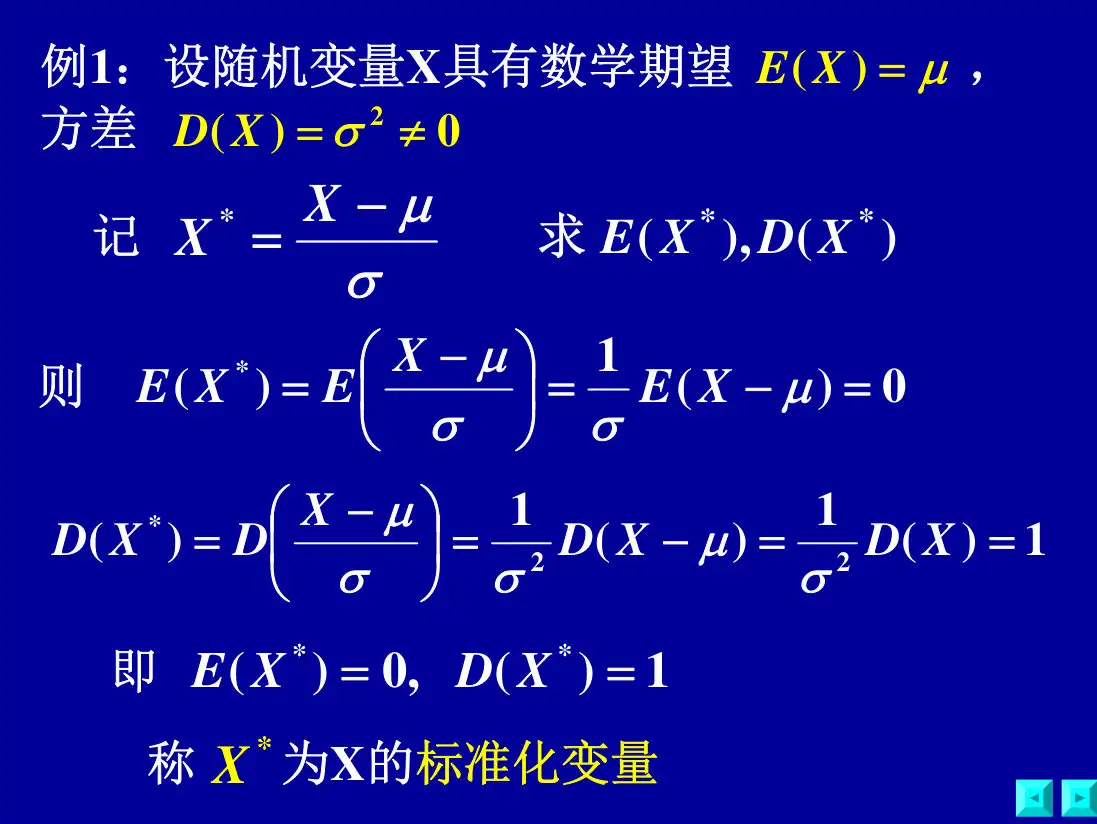 例1：设随机变量X具有数学期望 E(X) = μ ，
方差 D(X) = σ² ≠ 0
记 X* = (X − μ)/σ 求 E(X*), D(X*)
则 E(X*) = E((X − μ)/σ) = 1/σ E(X − μ) = 0
D(X*) = D((X − μ)/σ) = 1/σ² D(X − μ) = 1/σ² D(X) = 1
即 E(X*) = 0, D(X*) = 1
称 X* 为X的标准化变量